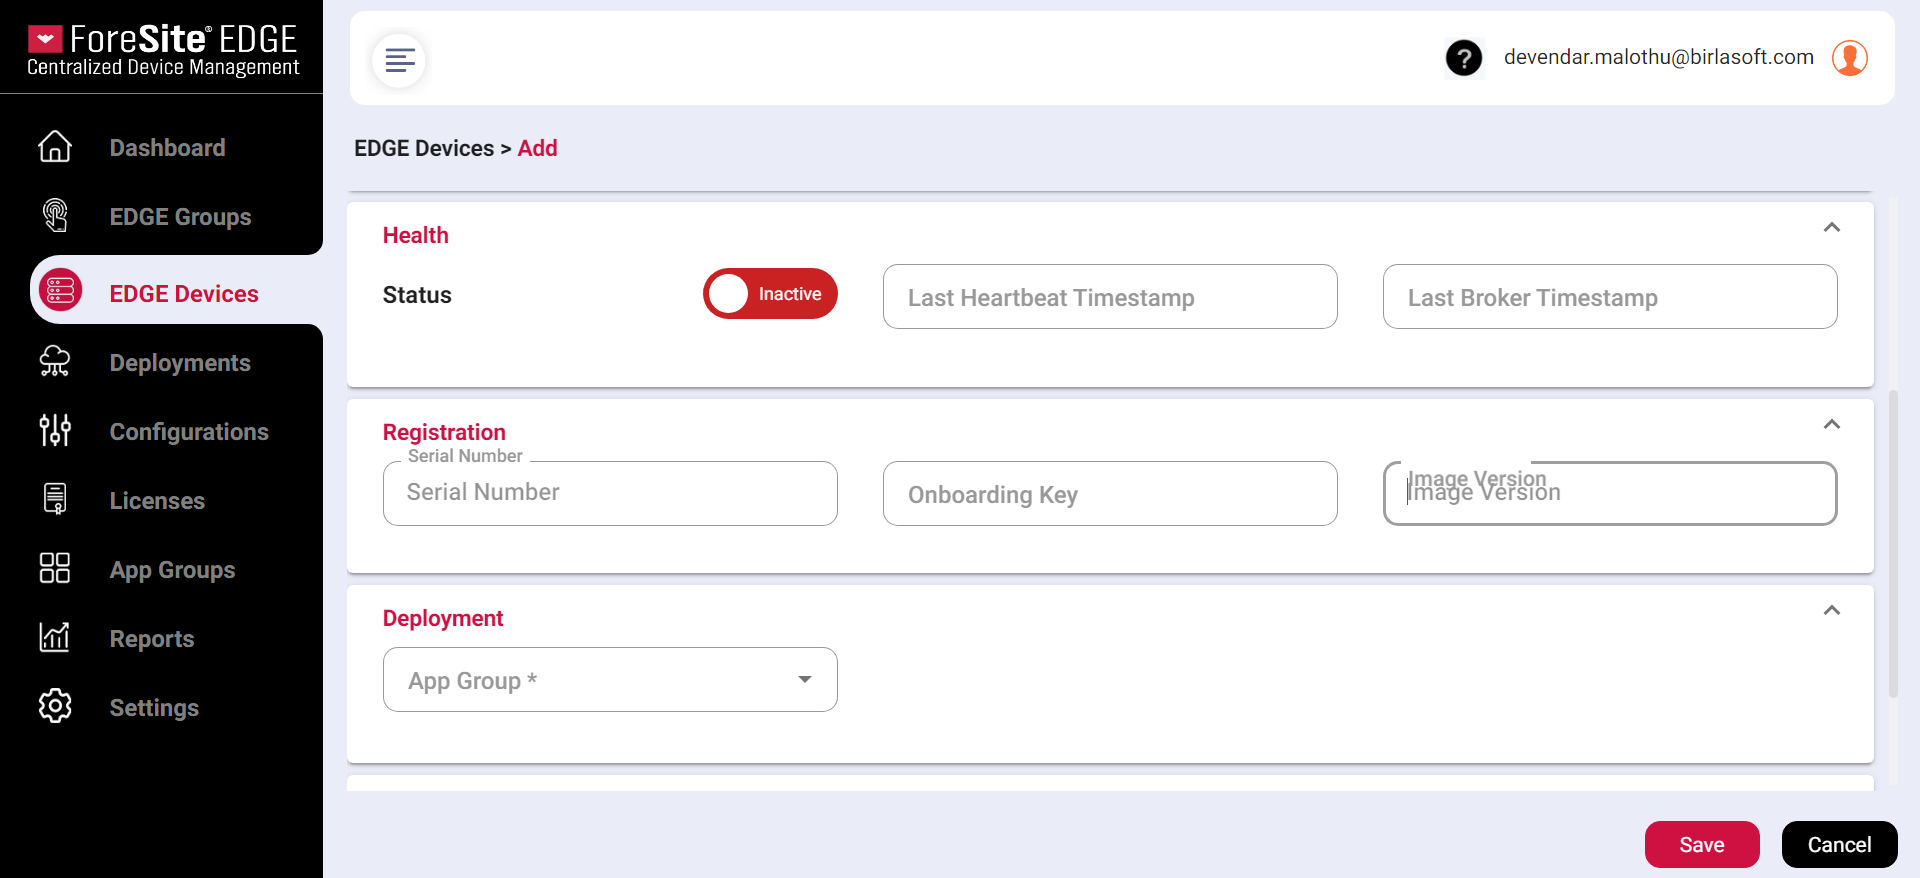 ForeSite® EDGE
Centralized Device Management
Dashboard
EDGE Groups
EDGE Devices
Deployments
Configurations
Licenses
App Groups
Reports
Settings
? devendar.malothu@birlasoft.com
EDGE Devices > Add
Health
Status
Inactive
Last Heartbeat Timestamp
Last Broker Timestamp
Registration
Serial Number
Serial Number
Onboarding Key
Image Version
Image Version
Deployment
App Group *
Save
Cancel